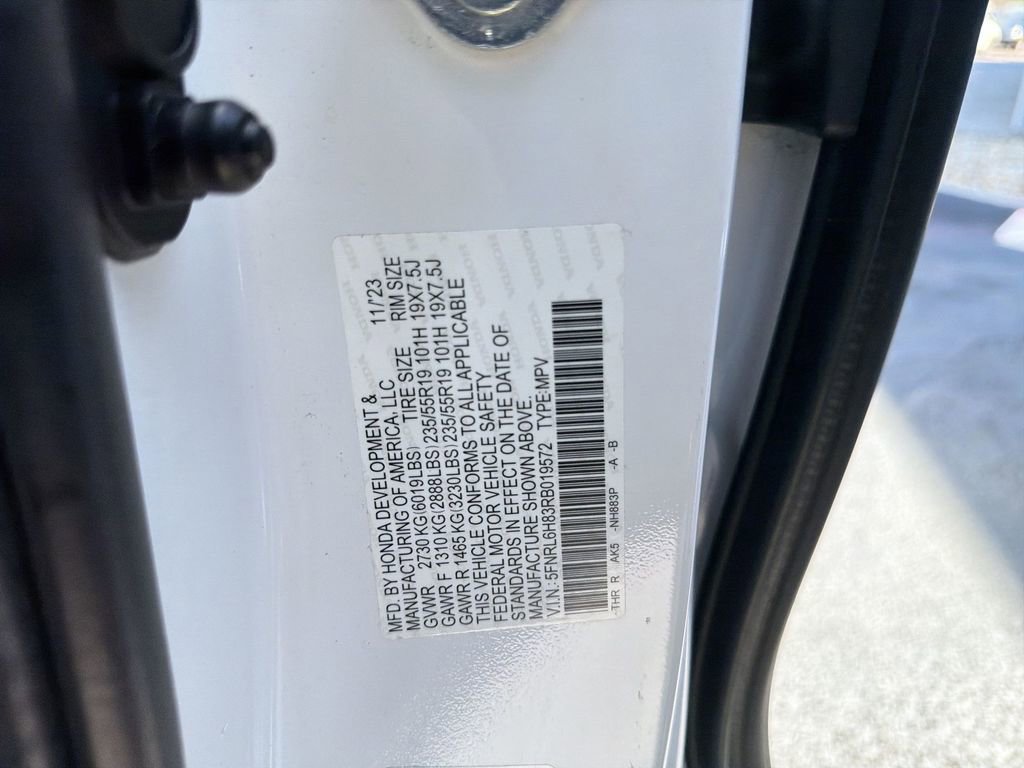 MFD. BY HONDA DEVELOPMENT & 11/23
MANUFACTURING OF AMERICA, LLC
GVWR 2730 KG(6019LBS) TIRE SIZE RIM SIZE
GAWR F 1310 KG(2888LBS) 235/55R19 101H 19X7.5J
GAWR R 1465 KG(3230LBS) 235/55R19 101H 19X7.5J
THIS VEHICLE CONFORMS TO ALL APPLICABLE
FEDERAL MOTOR VEHICLE SAFETY
STANDARDS IN EFFECT ON THE DATE OF
MANUFACTURE SHOWN ABOVE.
V.I.N.:5FNRL6H83RB019572 TYPE:MPV
-THR R AK5 -NH883P -A -B
HONDA